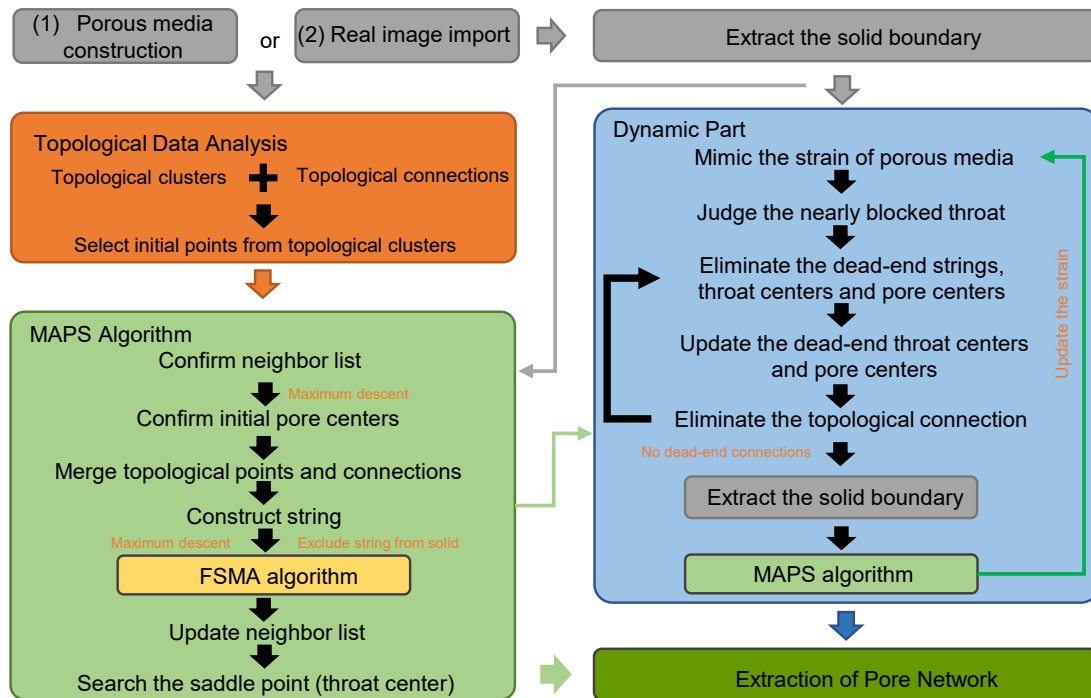 (1) Porous media
construction
or
(2) Real image import
Extract the solid boundary
Topological Data Analysis
Topological clusters
Topological connections
Select initial points from topological clusters
MAPS Algorithm
Confirm neighbor list
Maximum descent
Confirm initial pore centers
Merge topological points and connections
Construct string
Maximum descent
Exclude string from solid
FSMA algorithm
Update neighbor list
Search the saddle point (throat center)
Dynamic Part
Mimic the strain of porous media
Judge the nearly blocked throat
Eliminate the dead-end strings,
throat centers and pore centers
Update the dead-end throat centers
and pore centers
Eliminate the topological connection
No dead-end connections
Extract the solid boundary
MAPS algorithm
Update the strain
Extraction of Pore Network